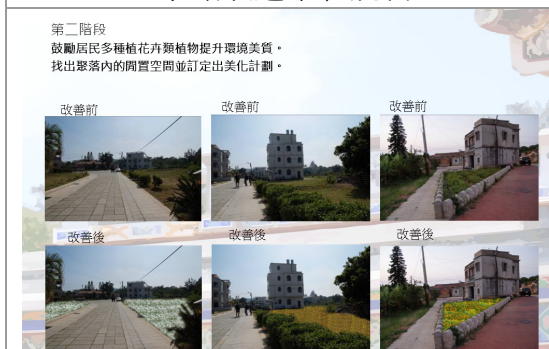 第二階段
鼓勵居民多種植花卉類植物提升環境美質。
找出聚落內的閒置空間並訂定出美化計劃。
改善前
改善前
改善前
改善後
改善後
改善後